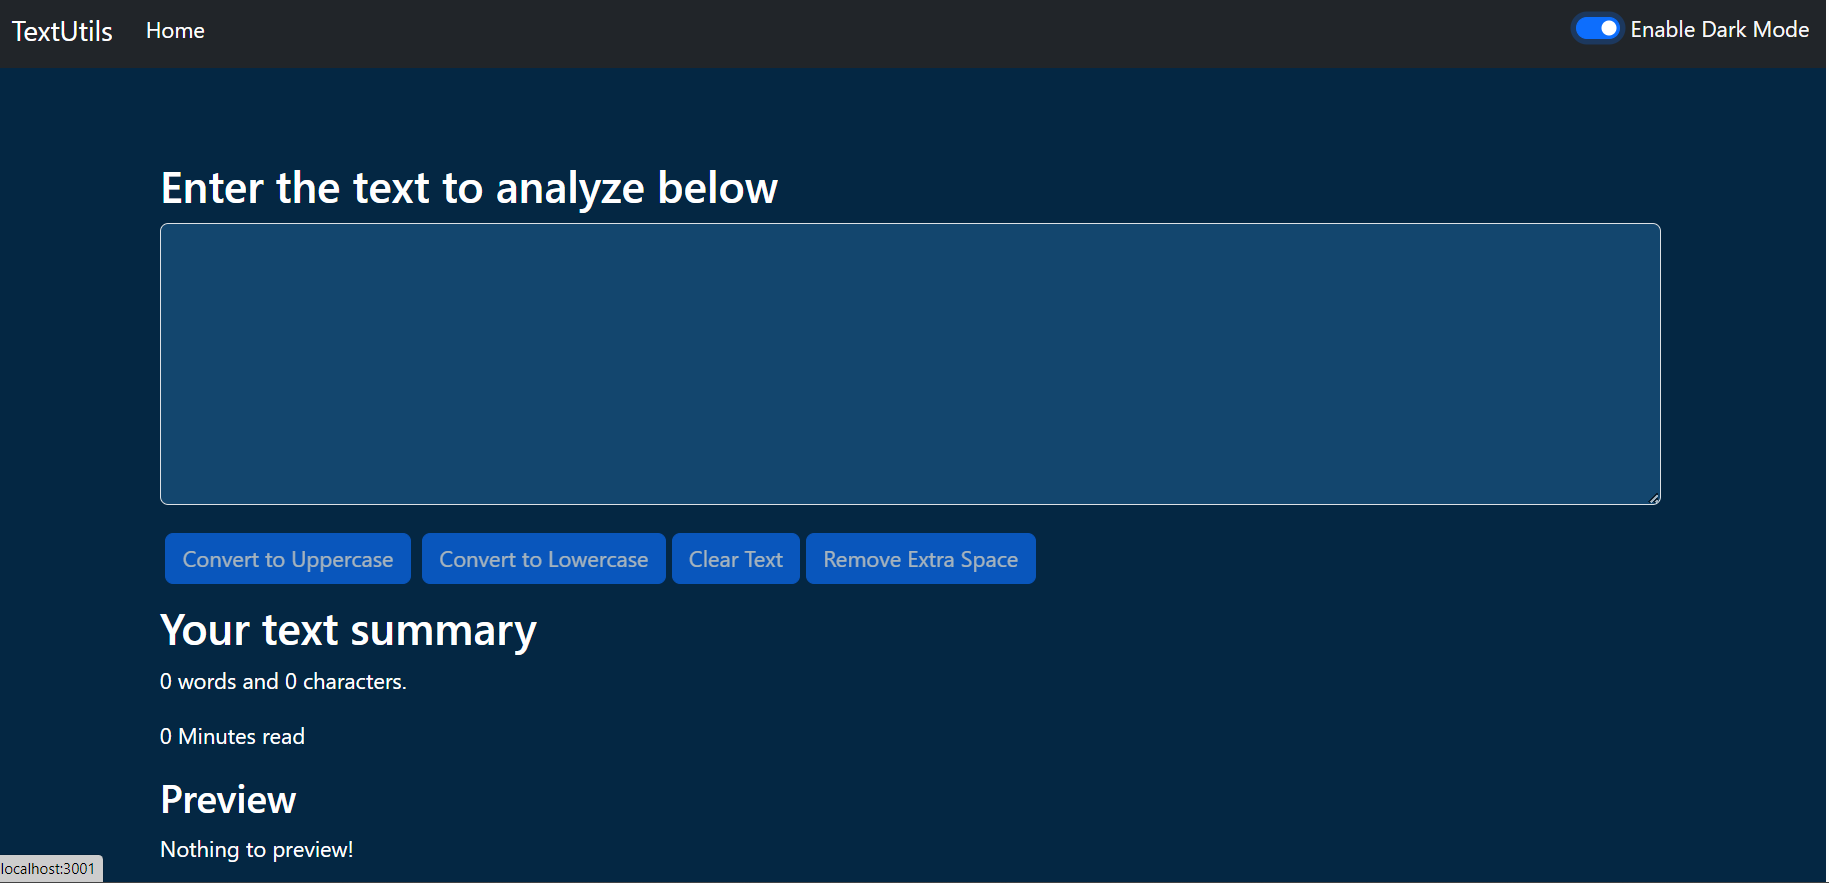 TextUtils Home Enable Dark Mode
Enter the text to analyze below
Convert to Uppercase Convert to Lowercase Clear Text Remove Extra Space
Your text summary
0 words and 0 characters.
0 Minutes read
Preview
Nothing to preview!
localhost:3001